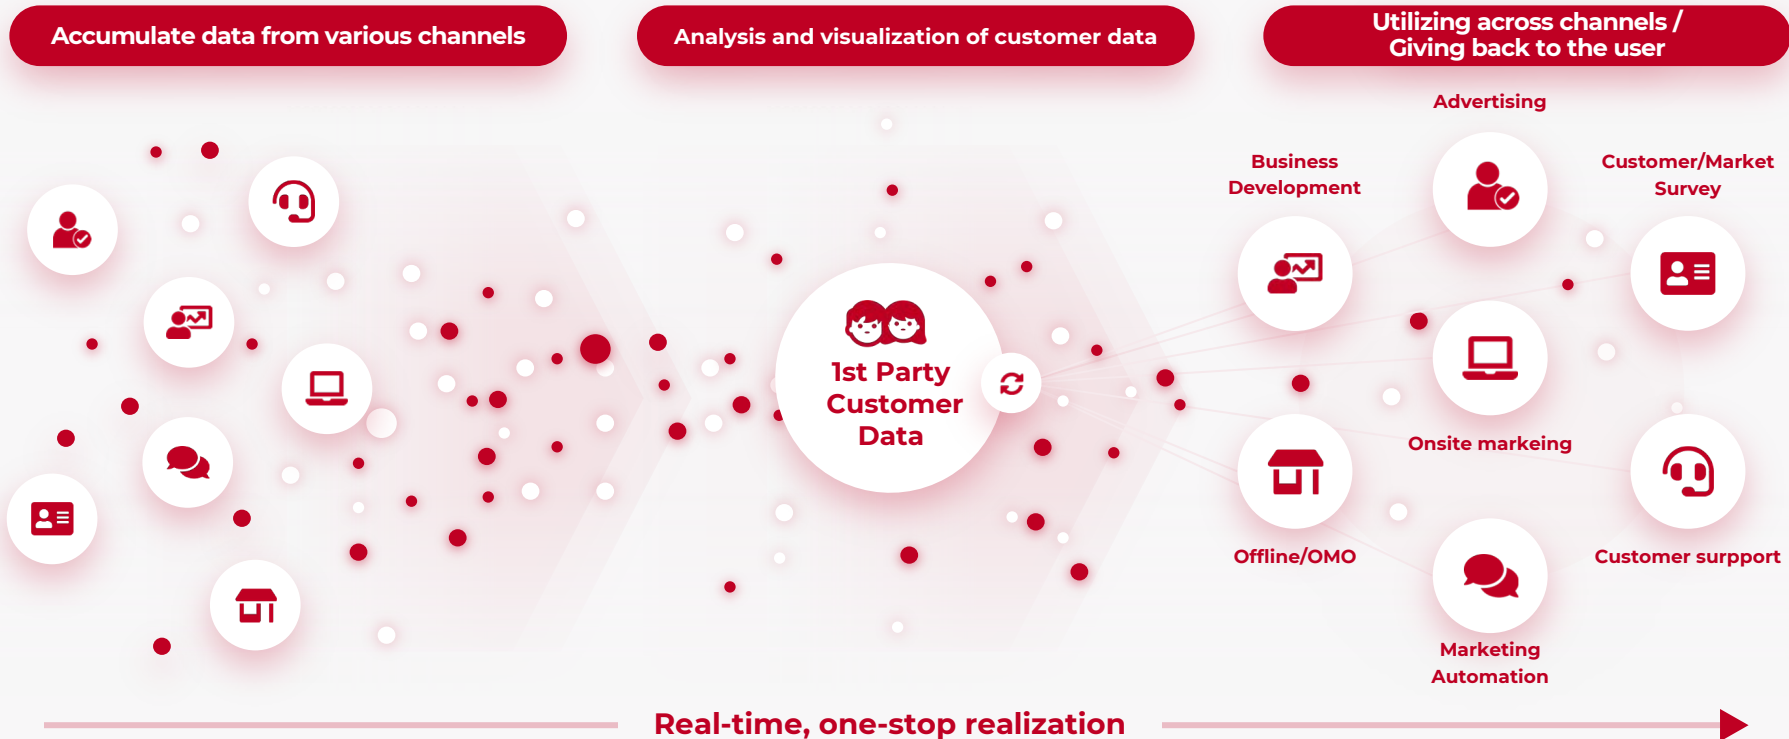 Accumulate data from various channels
Analysis and visualization of customer data
Utilizing across channels /
Giving back to the user
1st Party
Customer
Data
Advertising
Business
Development
Customer/Market
Survey
Onsite markeing
Offline/OMO
Customer surpport
Marketing
Automation
Real-time, one-stop realization